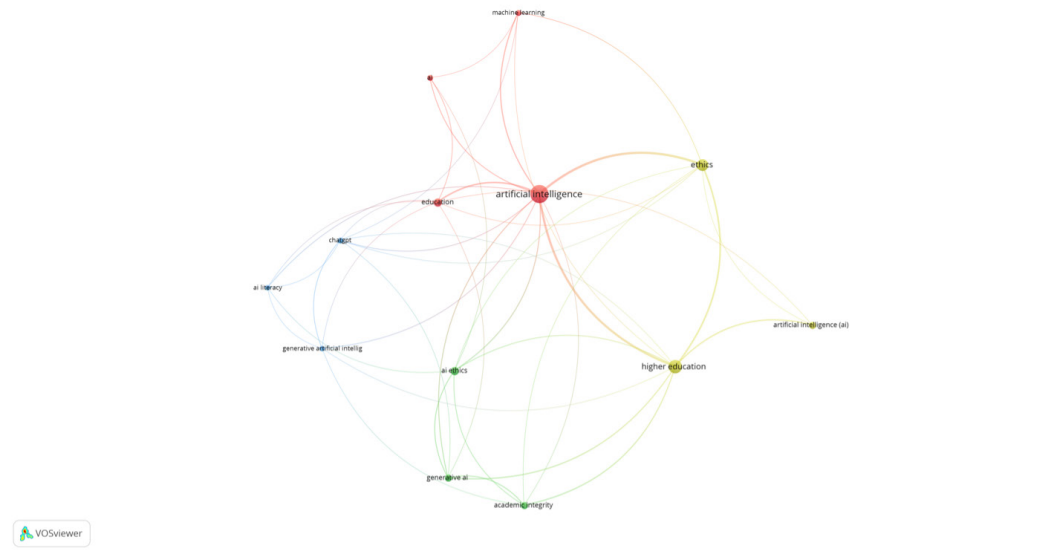 machine learning
ai
ethics
artificial intelligence
education
chatgpt
ai literacy
artificial intelligence (ai)
generative artificial intellig
higher education
ai ethics
generative ai
academic integrity
VOSviewer